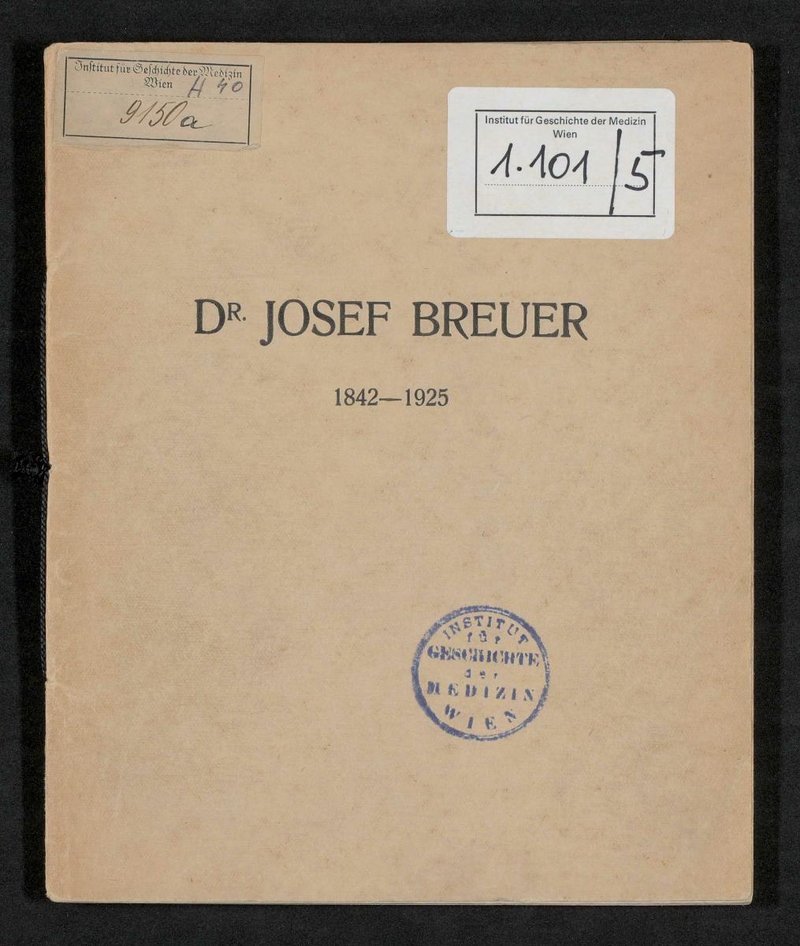 Institut für Geschichte der Medizin
Wien H 40
9150a
Institut für Geschichte der Medizin
Wien
1.101/5
DR. JOSEF BREUER
1842—1925
INSTITUT
für
GESCHICHTE
der
MEDIZIN
WIEN